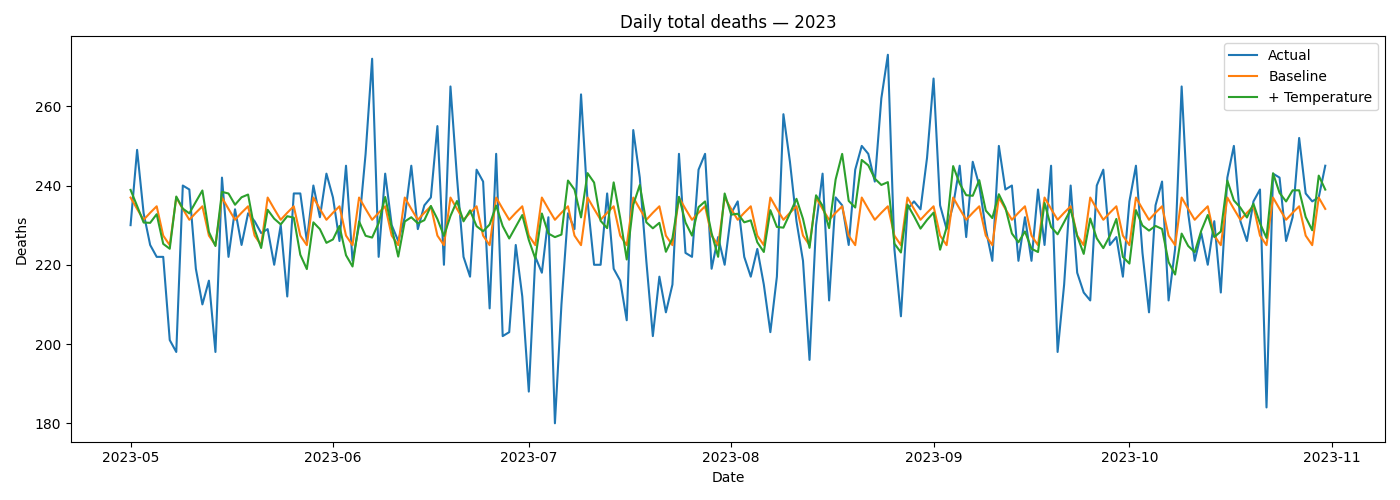 Daily total deaths — 2023
Actual
Baseline
+ Temperature
Deaths
260
240
220
200
180
2023-05 2023-06 2023-07 2023-08 2023-09 2023-10 2023-11
Date